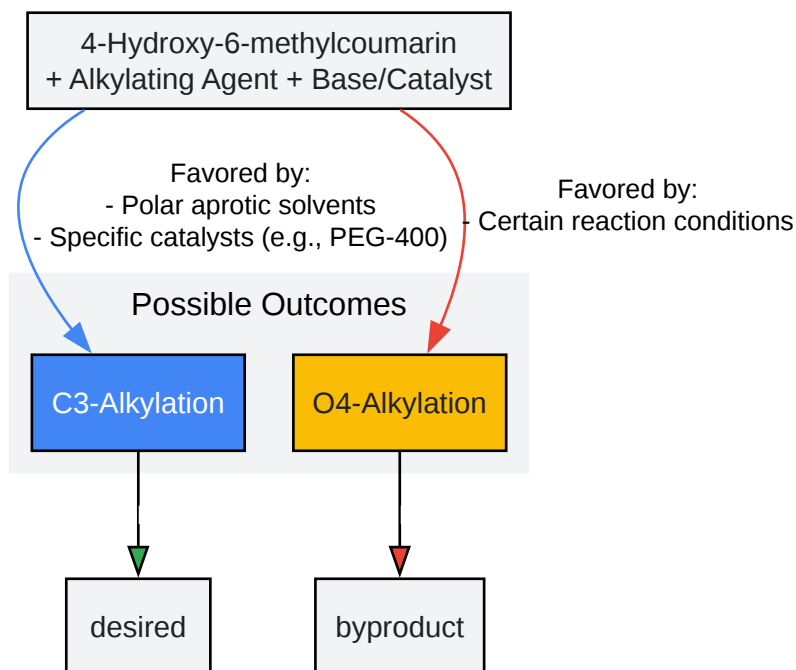 4-Hydroxy-6-methylcoumarin
+ Alkylating Agent + Base/Catalyst
Favored by:
- Polar aprotic solvents
- Specific catalysts (e.g., PEG-400)
Favored by:
- Certain reaction conditions
Possible Outcomes
C3-Alkylation
O4-Alkylation
desired
byproduct